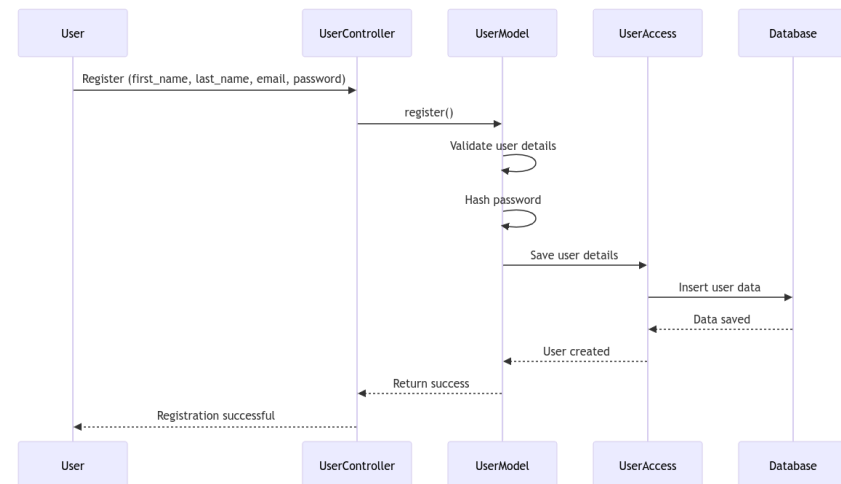 User UserController UserModel UserAccess Database
Register (first_name, last_name, email, password)
register()
Validate user details
Hash password
Save user details
Insert user data
Data saved
User created
Return success
Registration successful
User UserController UserModel UserAccess Database